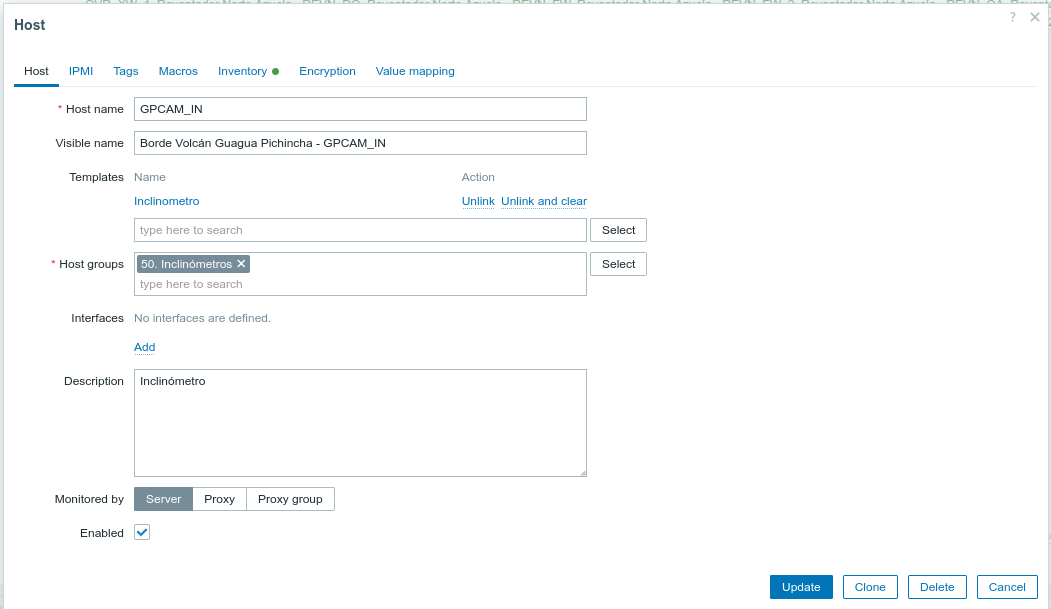 Host
?
Host IPMI Tags Macros Inventory Encryption Value mapping
* Host name GPCAM_IN
Visible name Borde Volcán Guagua Pichincha - GPCAM_IN
Templates Name Action
Inclinometro Unlink Unlink and clear
type here to search Select
* Host groups 50. Inclinómetros Select
type here to search
Interfaces No interfaces are defined.
Add
Description Inclinómetro
Monitored by Server Proxy Proxy group
Enabled
Update Clone Delete Cancel